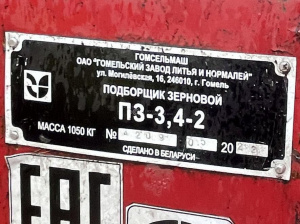 ГОМСЕЛЬМАШ
ОАО "ГОМЕЛЬСКИЙ ЗАВОД ЛИТЬЯ И НОРМАЛЕЙ"
ул. Могилёвская, 16, 246010, г. Гомель
ПОДБОРЩИК ЗЕРНОВОЙ
ПЗ-3,4-2
МАССА 1050 КГ № 20
СДЕЛАНО В БЕЛАРУСИ
ЕАС